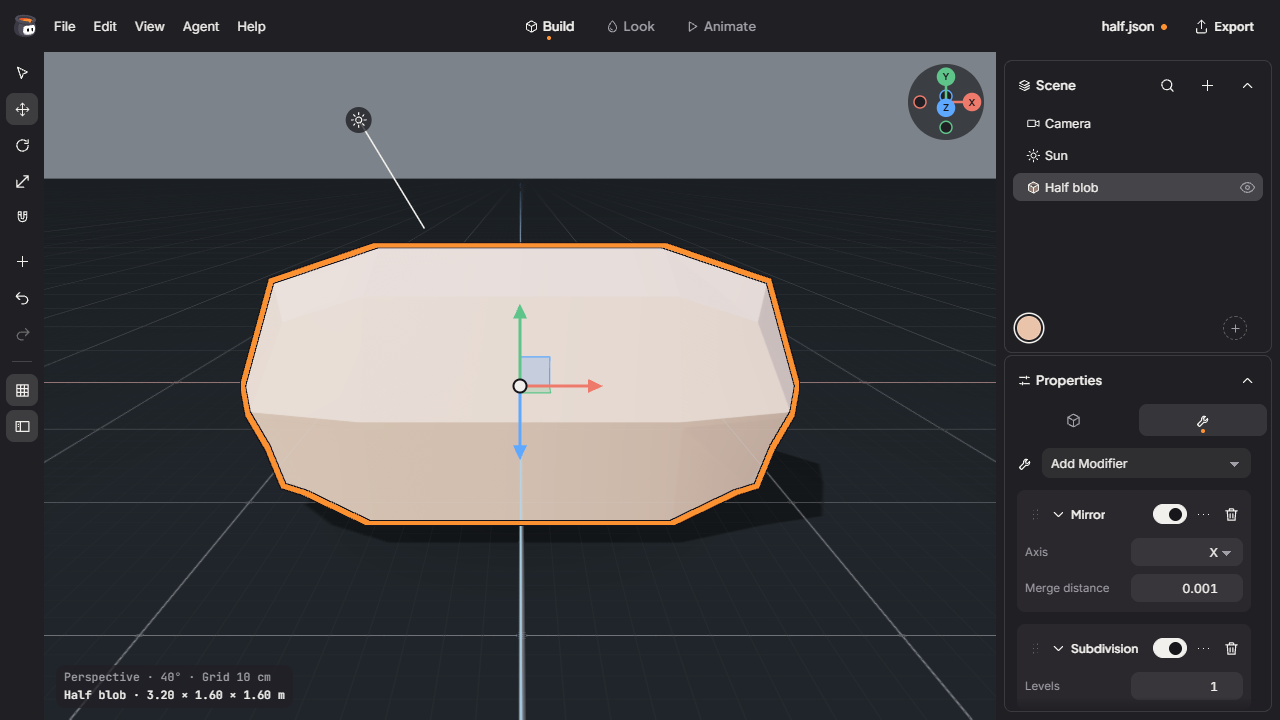 File Edit View Agent Help
Build Look Animate
half.json Export
Y
X
Z
Scene
Camera
Sun
Half blob
Properties
Add Modifier
Mirror
Axis X
Merge distance 0.001
Subdivision
Levels 1
Perspective · 40° · Grid 10 cm
Half blob · 3.20 × 1.60 × 1.60 m